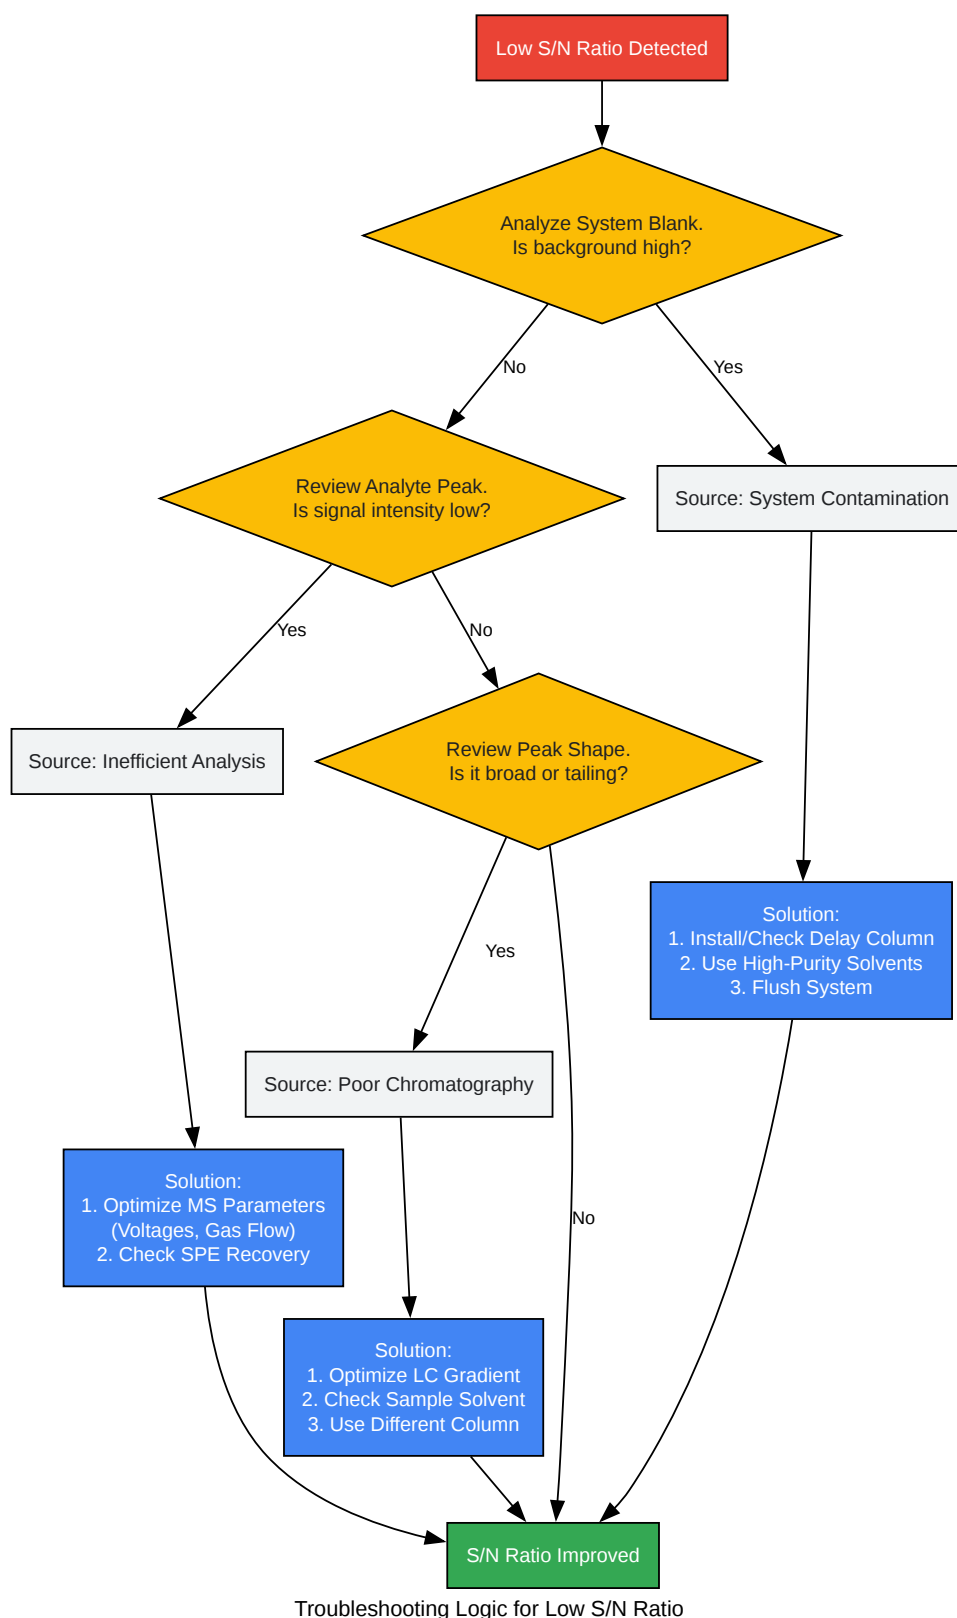 Low S/N Ratio Detected
Analyze System Blank.
Is background high?
No
Yes
Review Analyte Peak.
Is signal intensity low?
Source: System Contamination
Yes
No
Source: Inefficient Analysis
Review Peak Shape.
Is it broad or tailing?
Solution:
1. Install/Check Delay Column
2. Use High-Purity Solvents
3. Flush System
Yes
Source: Poor Chromatography
Solution:
1. Optimize MS Parameters
(Voltages, Gas Flow)
2. Check SPE Recovery
No
Solution:
1. Optimize LC Gradient
2. Check Sample Solvent
3. Use Different Column
S/N Ratio Improved
Troubleshooting Logic for Low S/N Ratio